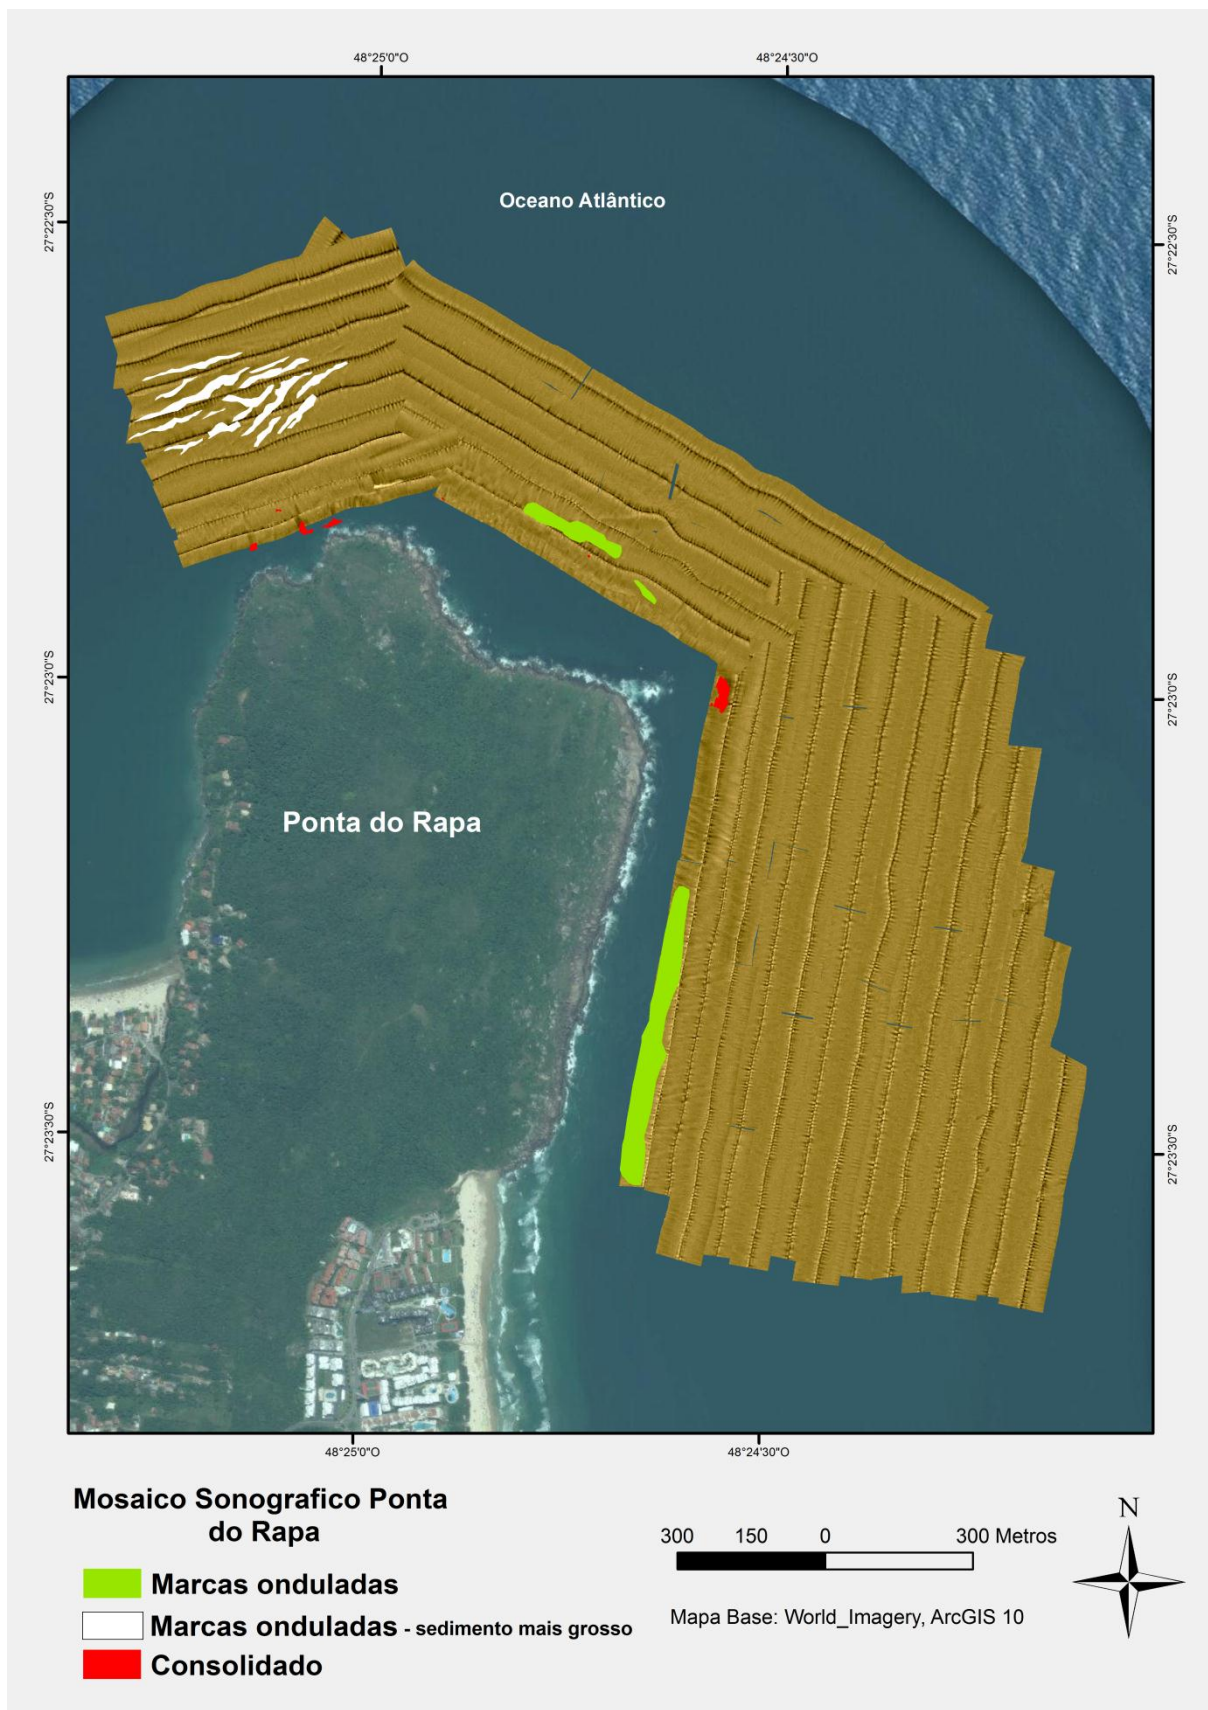 48°25'0"O
48°24'30"O
27°22'30"S
27°22'30"S
Oceano Atlântico
27°23'0"S
27°23'0"S
Ponta do Rapa
27°23'30"S
27°23'30"S
48°25'0"O
48°24'30"O
Mosaico Sonografico Ponta
do Rapa
Marcas onduladas
Marcas onduladas - sedimento mais grosso
Consolidado
300 150 0 300 Metros
Mapa Base: World_Imagery, ArcGIS 10
N